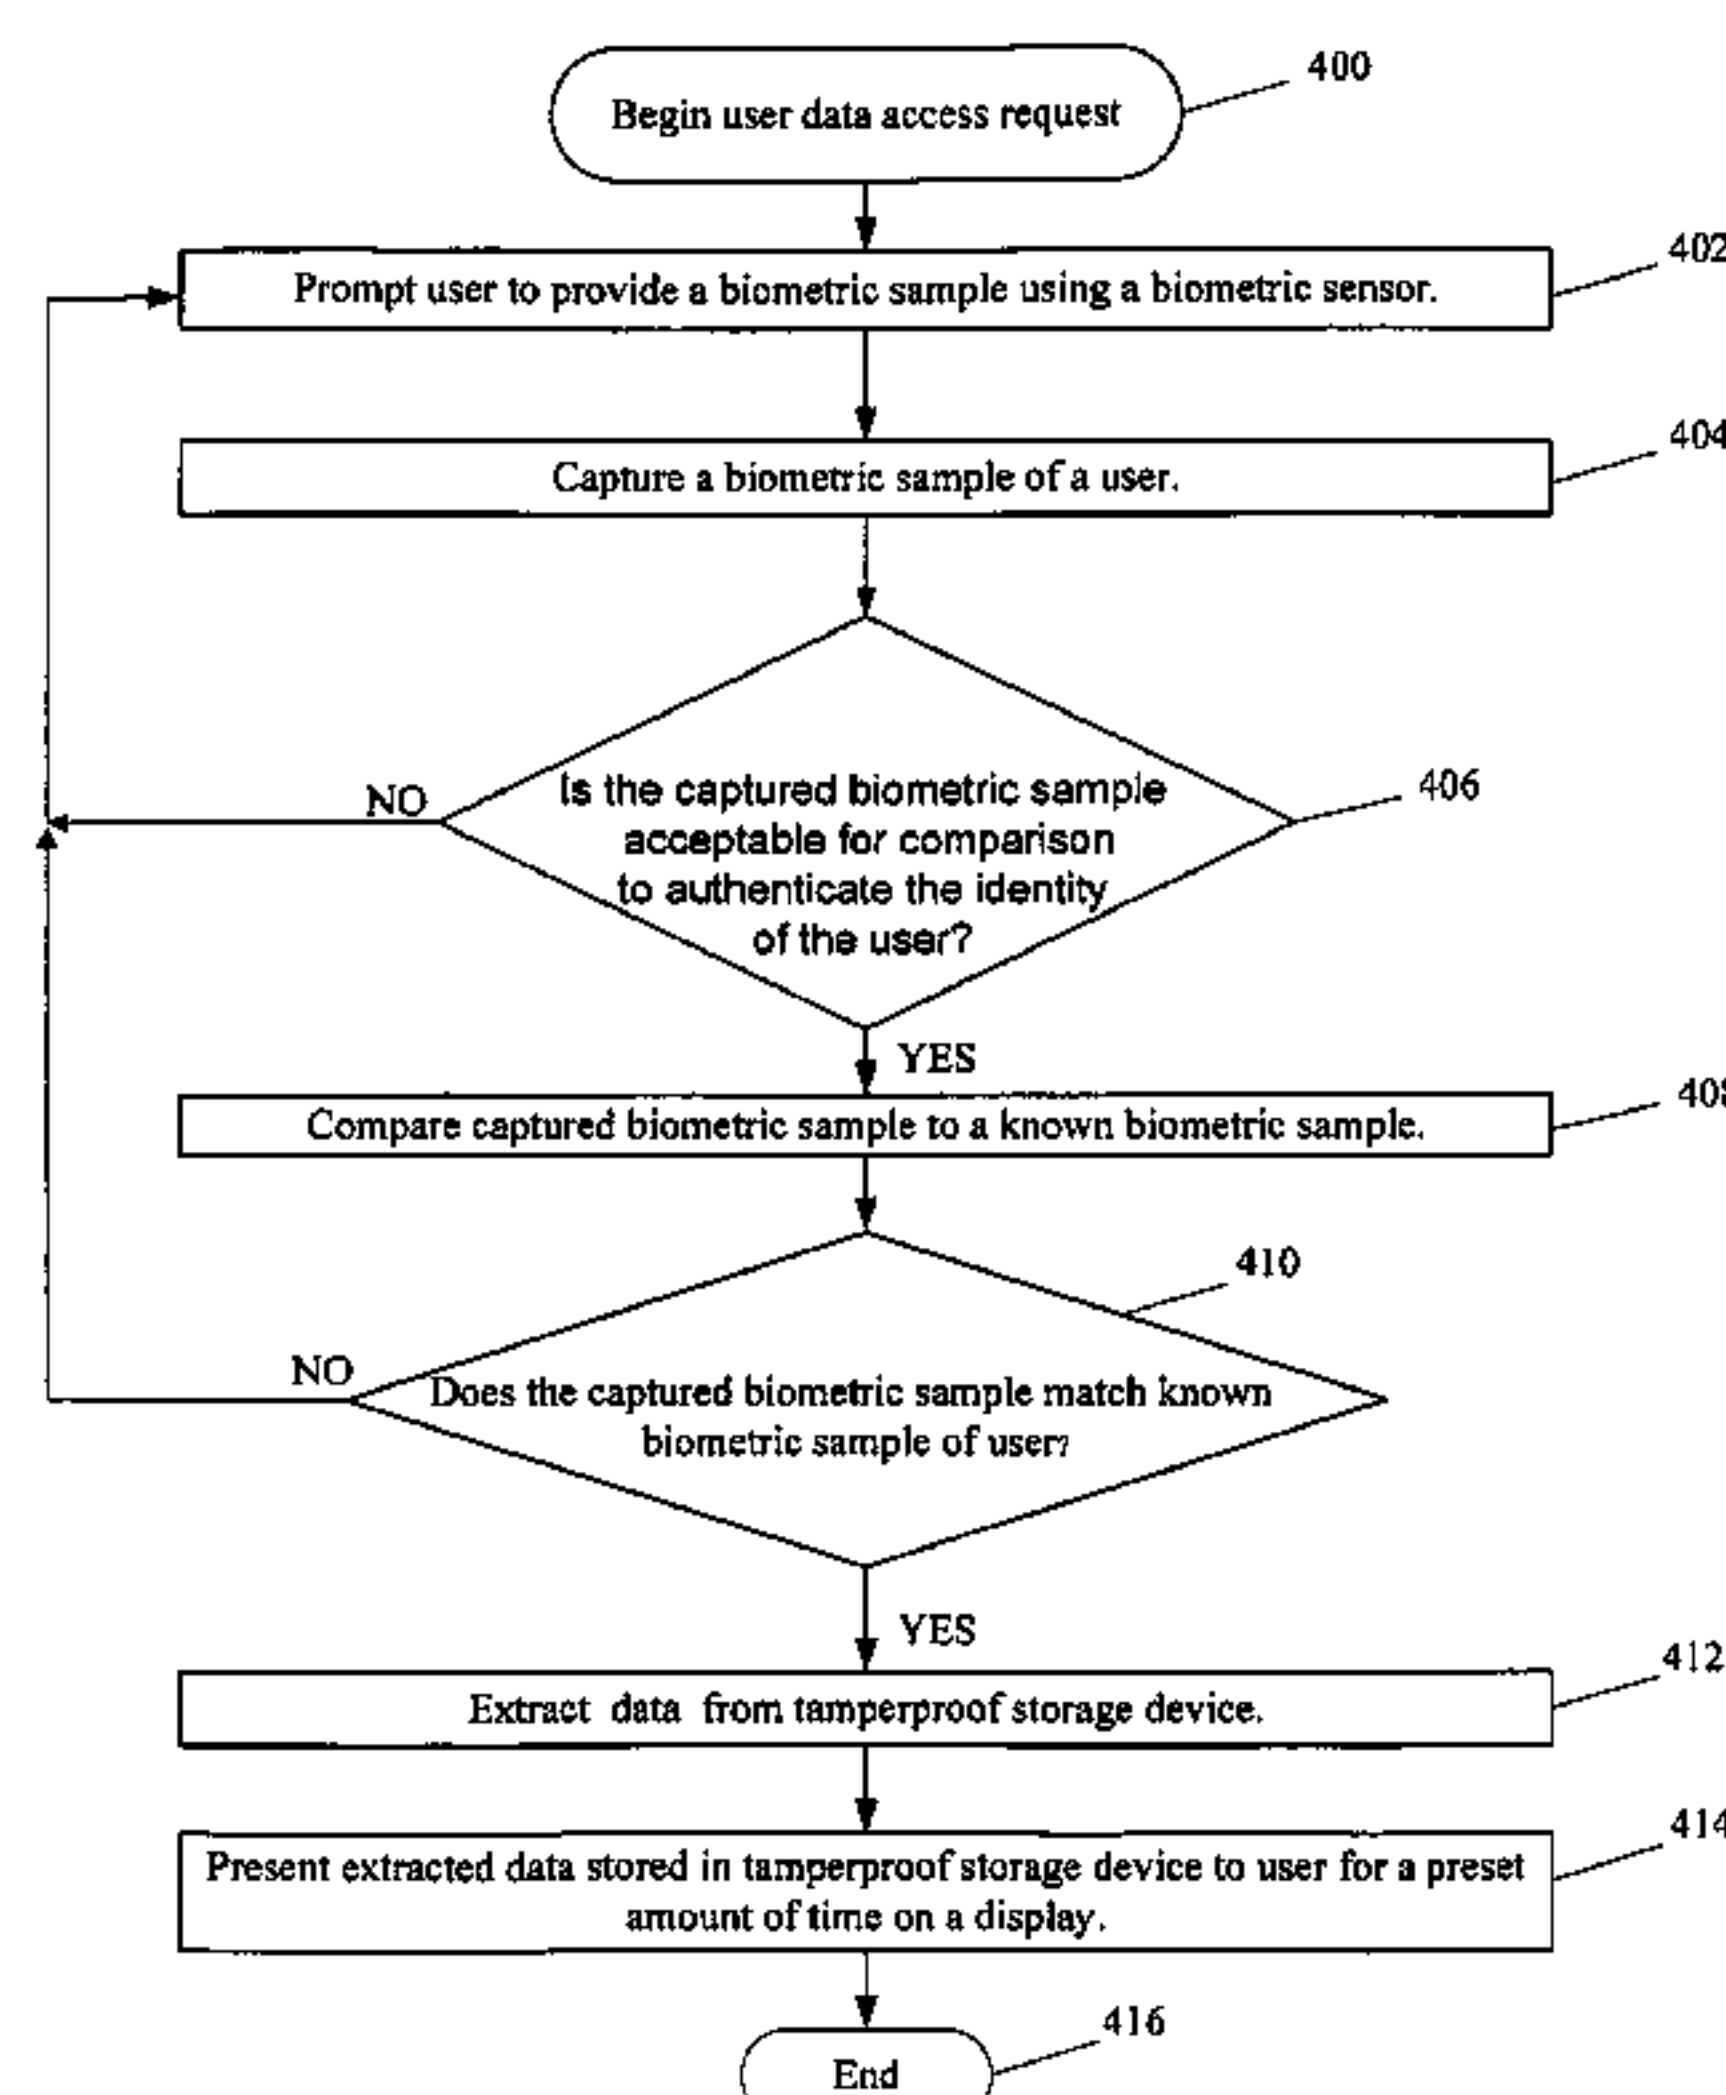 400
Begin user data access request
402
Prompt user to provide a biometric sample using a biometric sensor.
404
Capture a biometric sample of a user.
406
NO
Is the captured biometric sample
acceptable for comparison
to authenticate the identity
of the user?
YES
408
Compare captured biometric sample to a known biometric sample.
410
NO
Does the captured biometric sample match known
biometric sample of user?
YES
412
Extract data from tamperproof storage device.
414
Present extracted data stored in tamperproof storage device to user for a preset
amount of time on a display.
416
End